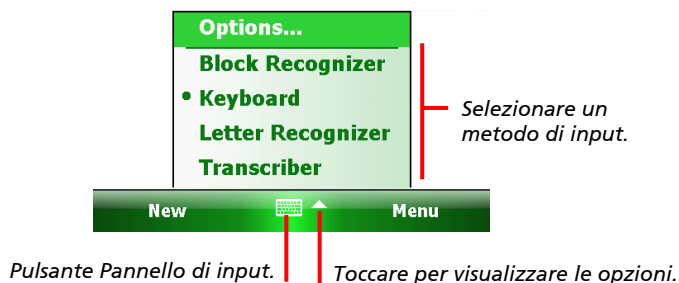 Options...
Block Recognizer
Keyboard
Letter Recognizer
Transcriber
Selezionare un
metodo di input.
New Menu
Pulsante Pannello di input. Toccare per visualizzare le opzioni.